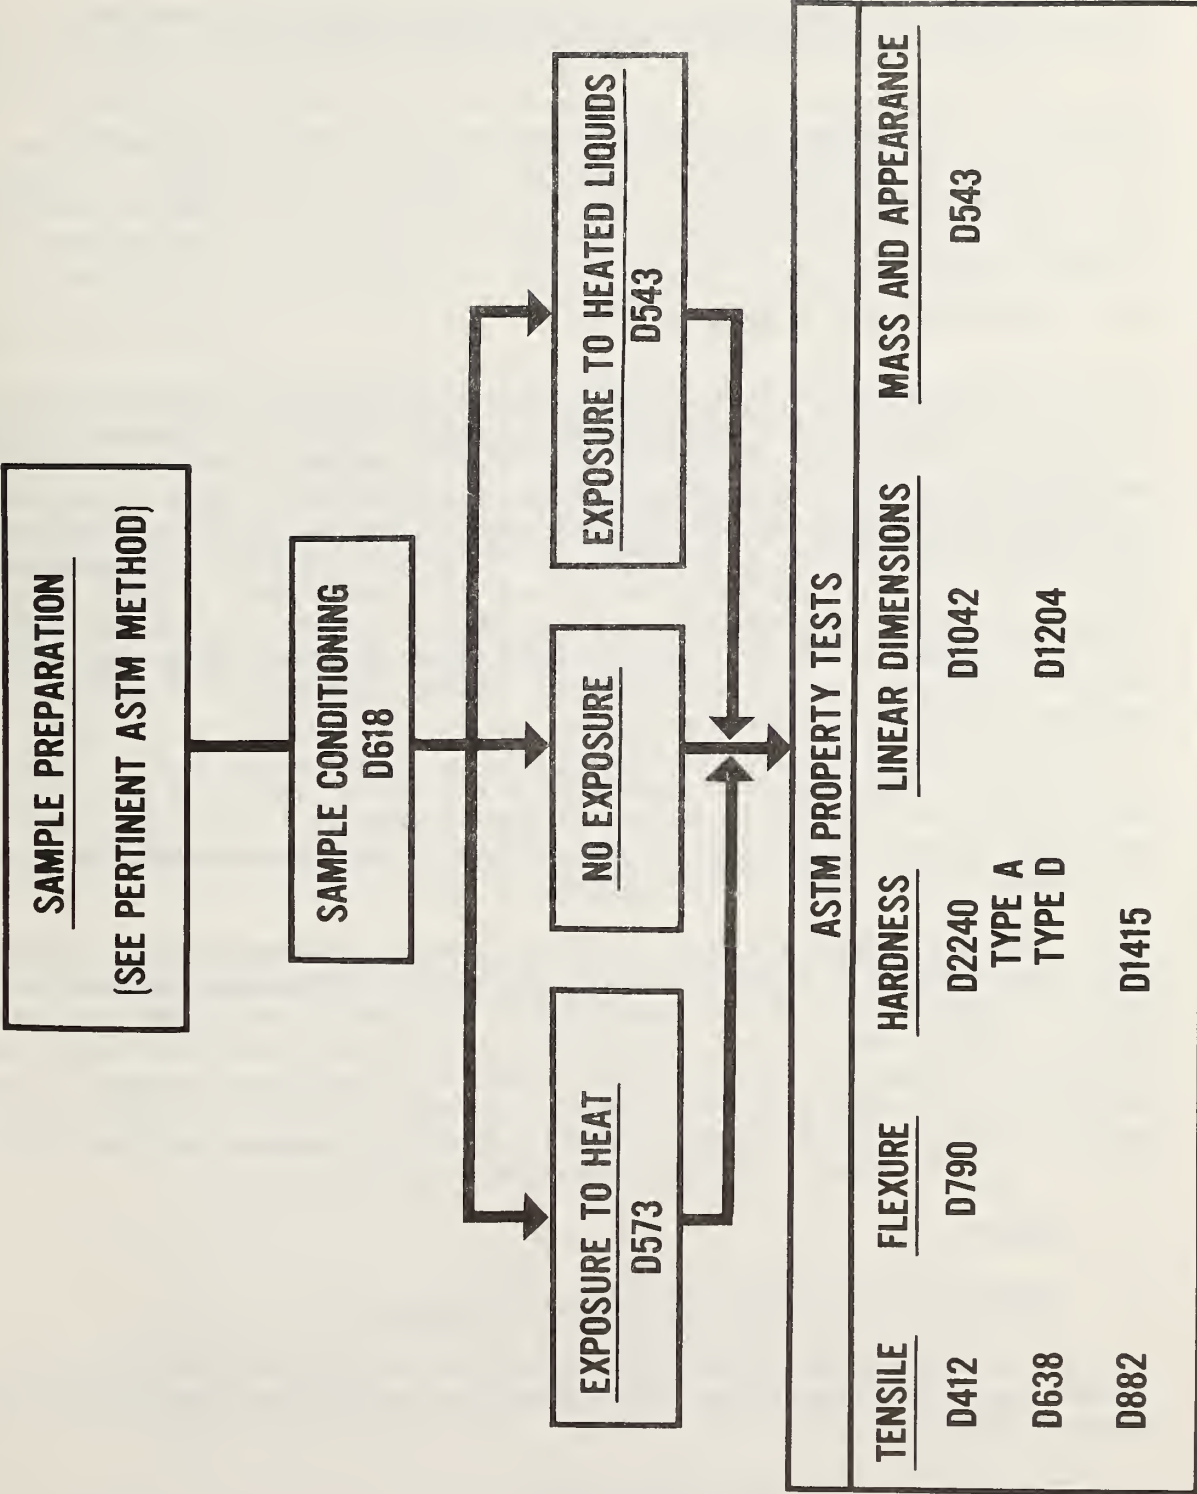 SAMPLE PREPARATION
(SEE PERTINENT ASTM METHOD)
SAMPLE CONDITIONING
D618
EXPOSURE TO HEAT
D573
NO EXPOSURE
EXPOSURE TO HEATED LIQUIDS
D543
ASTM PROPERTY TESTS
TENSILE
D412
D638
D882
FLEXURE
D790
HARDNESS
D2240
TYPE A
TYPE D
D1415
LINEAR DIMENSIONS
D1042
D1204
MASS AND APPEARANCE
D543